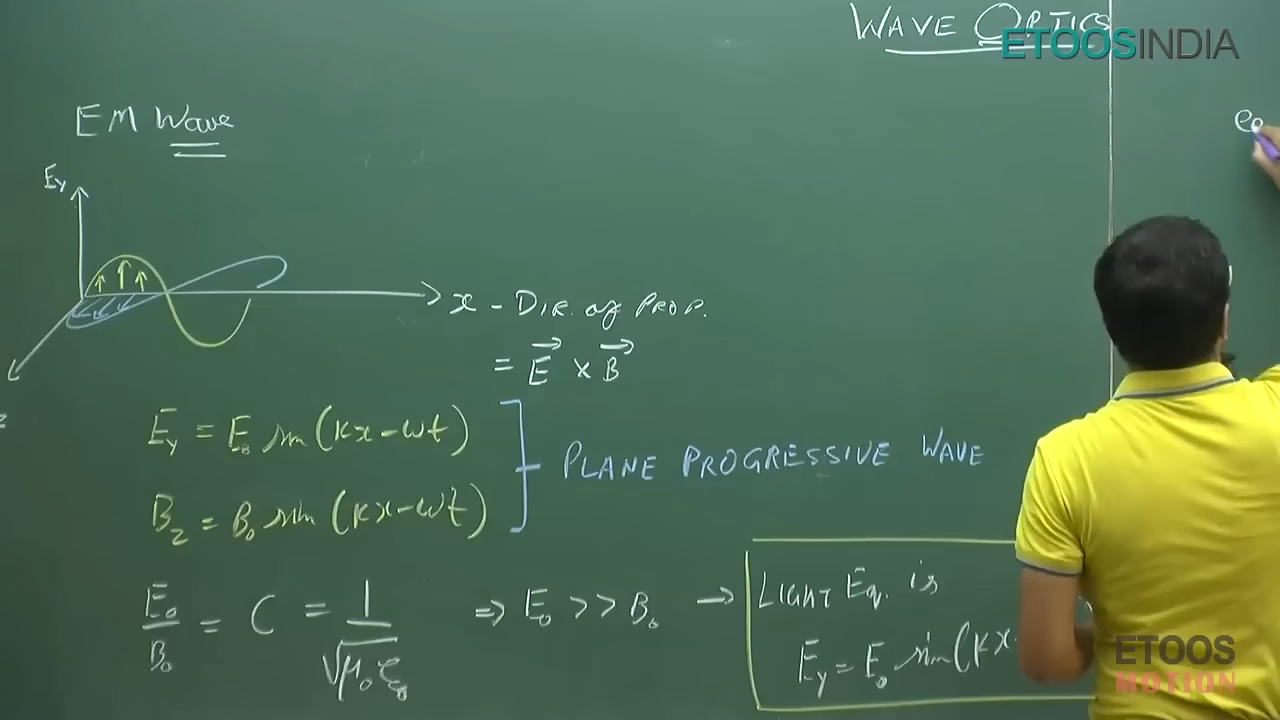 WAVE OPTICS
ETOOSINDIA
EM Wave
Ey
x - DIR. of PROP.
= E⃗ × B⃗
Ey = E₀ sin(kx-ωt)
Bz = B₀ sin(kx-ωt)
PLANE PROGRESSIVE WAVE
E₀/B₀ = C = 1/√μ₀ε₀ ⇒ E₀ >> B₀ →
LIGHT Eq. is
Ey = E₀ sin(kx-
ETOOS
MOTION